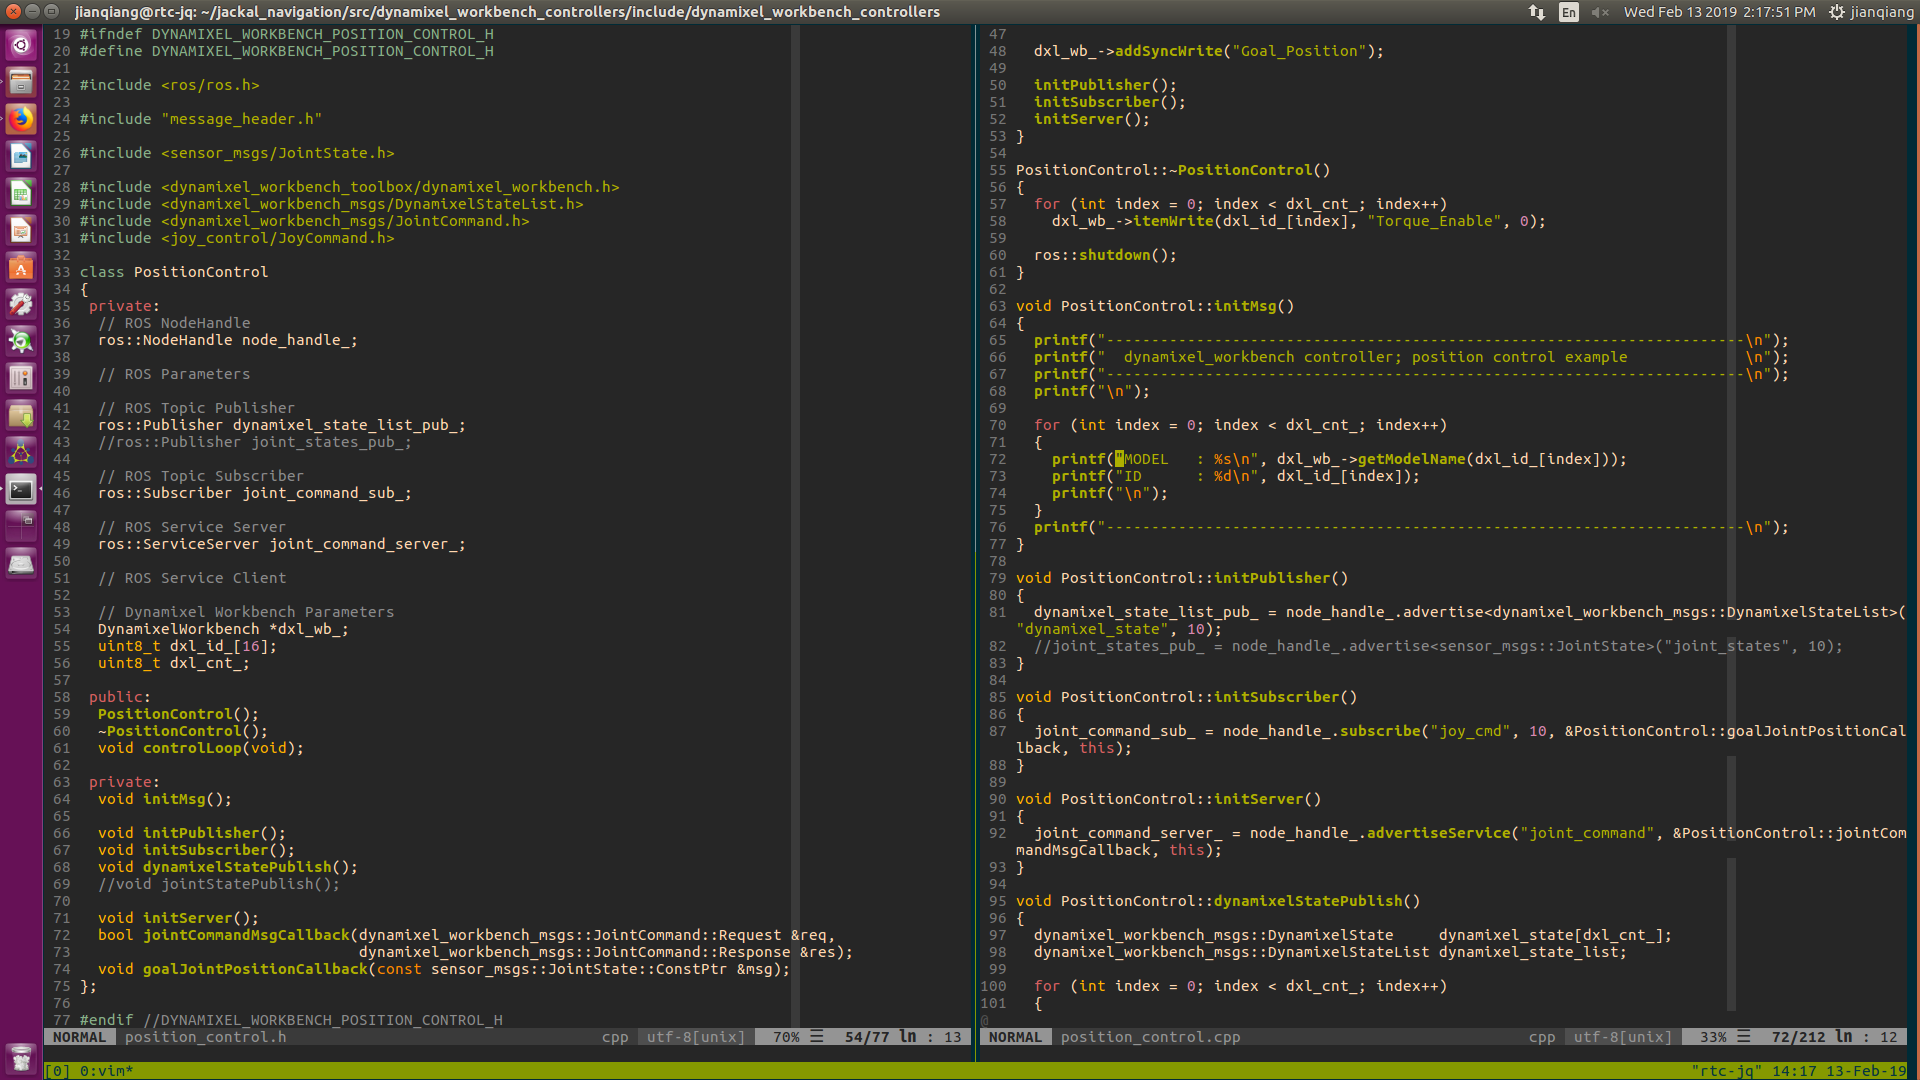 jianqiang@rtc-jq: ~/jackal_navigation/src/dynamixel_workbench_controllers/include/dynamixel_workbench_controllers
En
Wed Feb 13 2019 2:17:51 PM
jianqiang
19 #ifndef DYNAMIXEL_WORKBENCH_POSITION_CONTROL_H
20 #define DYNAMIXEL_WORKBENCH_POSITION_CONTROL_H
21
22 #include <ros/ros.h>
23
24 #include "message_header.h"
25
26 #include <sensor_msgs/JointState.h>
27
28 #include <dynamixel_workbench_toolbox/dynamixel_workbench.h>
29 #include <dynamixel_workbench_msgs/DynamixelStateList.h>
30 #include <dynamixel_workbench_msgs/JointCommand.h>
31 #include <joy_control/JoyCommand.h>
32
33 class PositionControl
34 {
35  private:
36   // ROS NodeHandle
37   ros::NodeHandle node_handle_;
38
39   // ROS Parameters
40
41   // ROS Topic Publisher
42   ros::Publisher dynamixel_state_list_pub_;
43   //ros::Publisher joint_states_pub_;
44
45   // ROS Topic Subscriber
46   ros::Subscriber joint_command_sub_;
47
48   // ROS Service Server
49   ros::ServiceServer joint_command_server_;
50
51   // ROS Service Client
52
53   // Dynamixel Workbench Parameters
54   DynamixelWorkbench *dxl_wb_;
55   uint8_t dxl_id_[16];
56   uint8_t dxl_cnt_;
57
58  public:
59   PositionControl();
60   ~PositionControl();
61   void controlLoop(void);
62
63  private:
64   void initMsg();
65
66   void initPublisher();
67   void initSubscriber();
68   void dynamixelStatePublish();
69   //void jointStatePublish();
70
71   void initServer();
72   bool jointCommandMsgCallback(dynamixel_workbench_msgs::JointCommand::Request &req,
73                                dynamixel_workbench_msgs::JointCommand::Response &res);
74   void goalJointPositionCallback(const sensor_msgs::JointState::ConstPtr &msg);
75 };
76
77 #endif //DYNAMIXEL_WORKBENCH_POSITION_CONTROL_H
NORMAL position_control.h cpp utf-8[unix] 70% ☰ 54/77 ln : 13
47
48   dxl_wb_->addSyncWrite("Goal_Position");
49
50   initPublisher();
51   initSubscriber();
52   initServer();
53 }
54
55 PositionControl::~PositionControl()
56 {
57   for (int index = 0; index < dxl_cnt_; index++)
58     dxl_wb_->itemWrite(dxl_id_[index], "Torque_Enable", 0);
59
60   ros::shutdown();
61 }
62
63 void PositionControl::initMsg()
64 {
65   printf("-----------------------------------------------------------------------\n");
66   printf("  dynamixel_workbench controller; position control example             \n");
67   printf("-----------------------------------------------------------------------\n");
68   printf("\n");
69
70   for (int index = 0; index < dxl_cnt_; index++)
71   {
72     printf("MODEL   : %s\n", dxl_wb_->getModelName(dxl_id_[index]));
73     printf("ID      : %d\n", dxl_id_[index]);
74     printf("\n");
75   }
76   printf("-----------------------------------------------------------------------\n");
77 }
78
79 void PositionControl::initPublisher()
80 {
81   dynamixel_state_list_pub_ = node_handle_.advertise<dynamixel_workbench_msgs::DynamixelStateList>(
"dynamixel_state", 10);
82   //joint_states_pub_ = node_handle_.advertise<sensor_msgs::JointState>("joint_states", 10);
83 }
84
85 void PositionControl::initSubscriber()
86 {
87   joint_command_sub_ = node_handle_.subscribe("joy_cmd", 10, &PositionControl::goalJointPositionCal
lback, this);
88 }
89
90 void PositionControl::initServer()
91 {
92   joint_command_server_ = node_handle_.advertiseService("joint_command", &PositionControl::jointCom
mandMsgCallback, this);
93 }
94
95 void PositionControl::dynamixelStatePublish()
96 {
97   dynamixel_workbench_msgs::DynamixelState     dynamixel_state[dxl_cnt_];
98   dynamixel_workbench_msgs::DynamixelStateList dynamixel_state_list;
99
100   for (int index = 0; index < dxl_cnt_; index++)
101   {
@
NORMAL position_control.cpp cpp utf-8[unix] 33% ☰ 72/212 ln : 12
[0] 0:vim*
"rtc-jq" 14:17 13-Feb-19